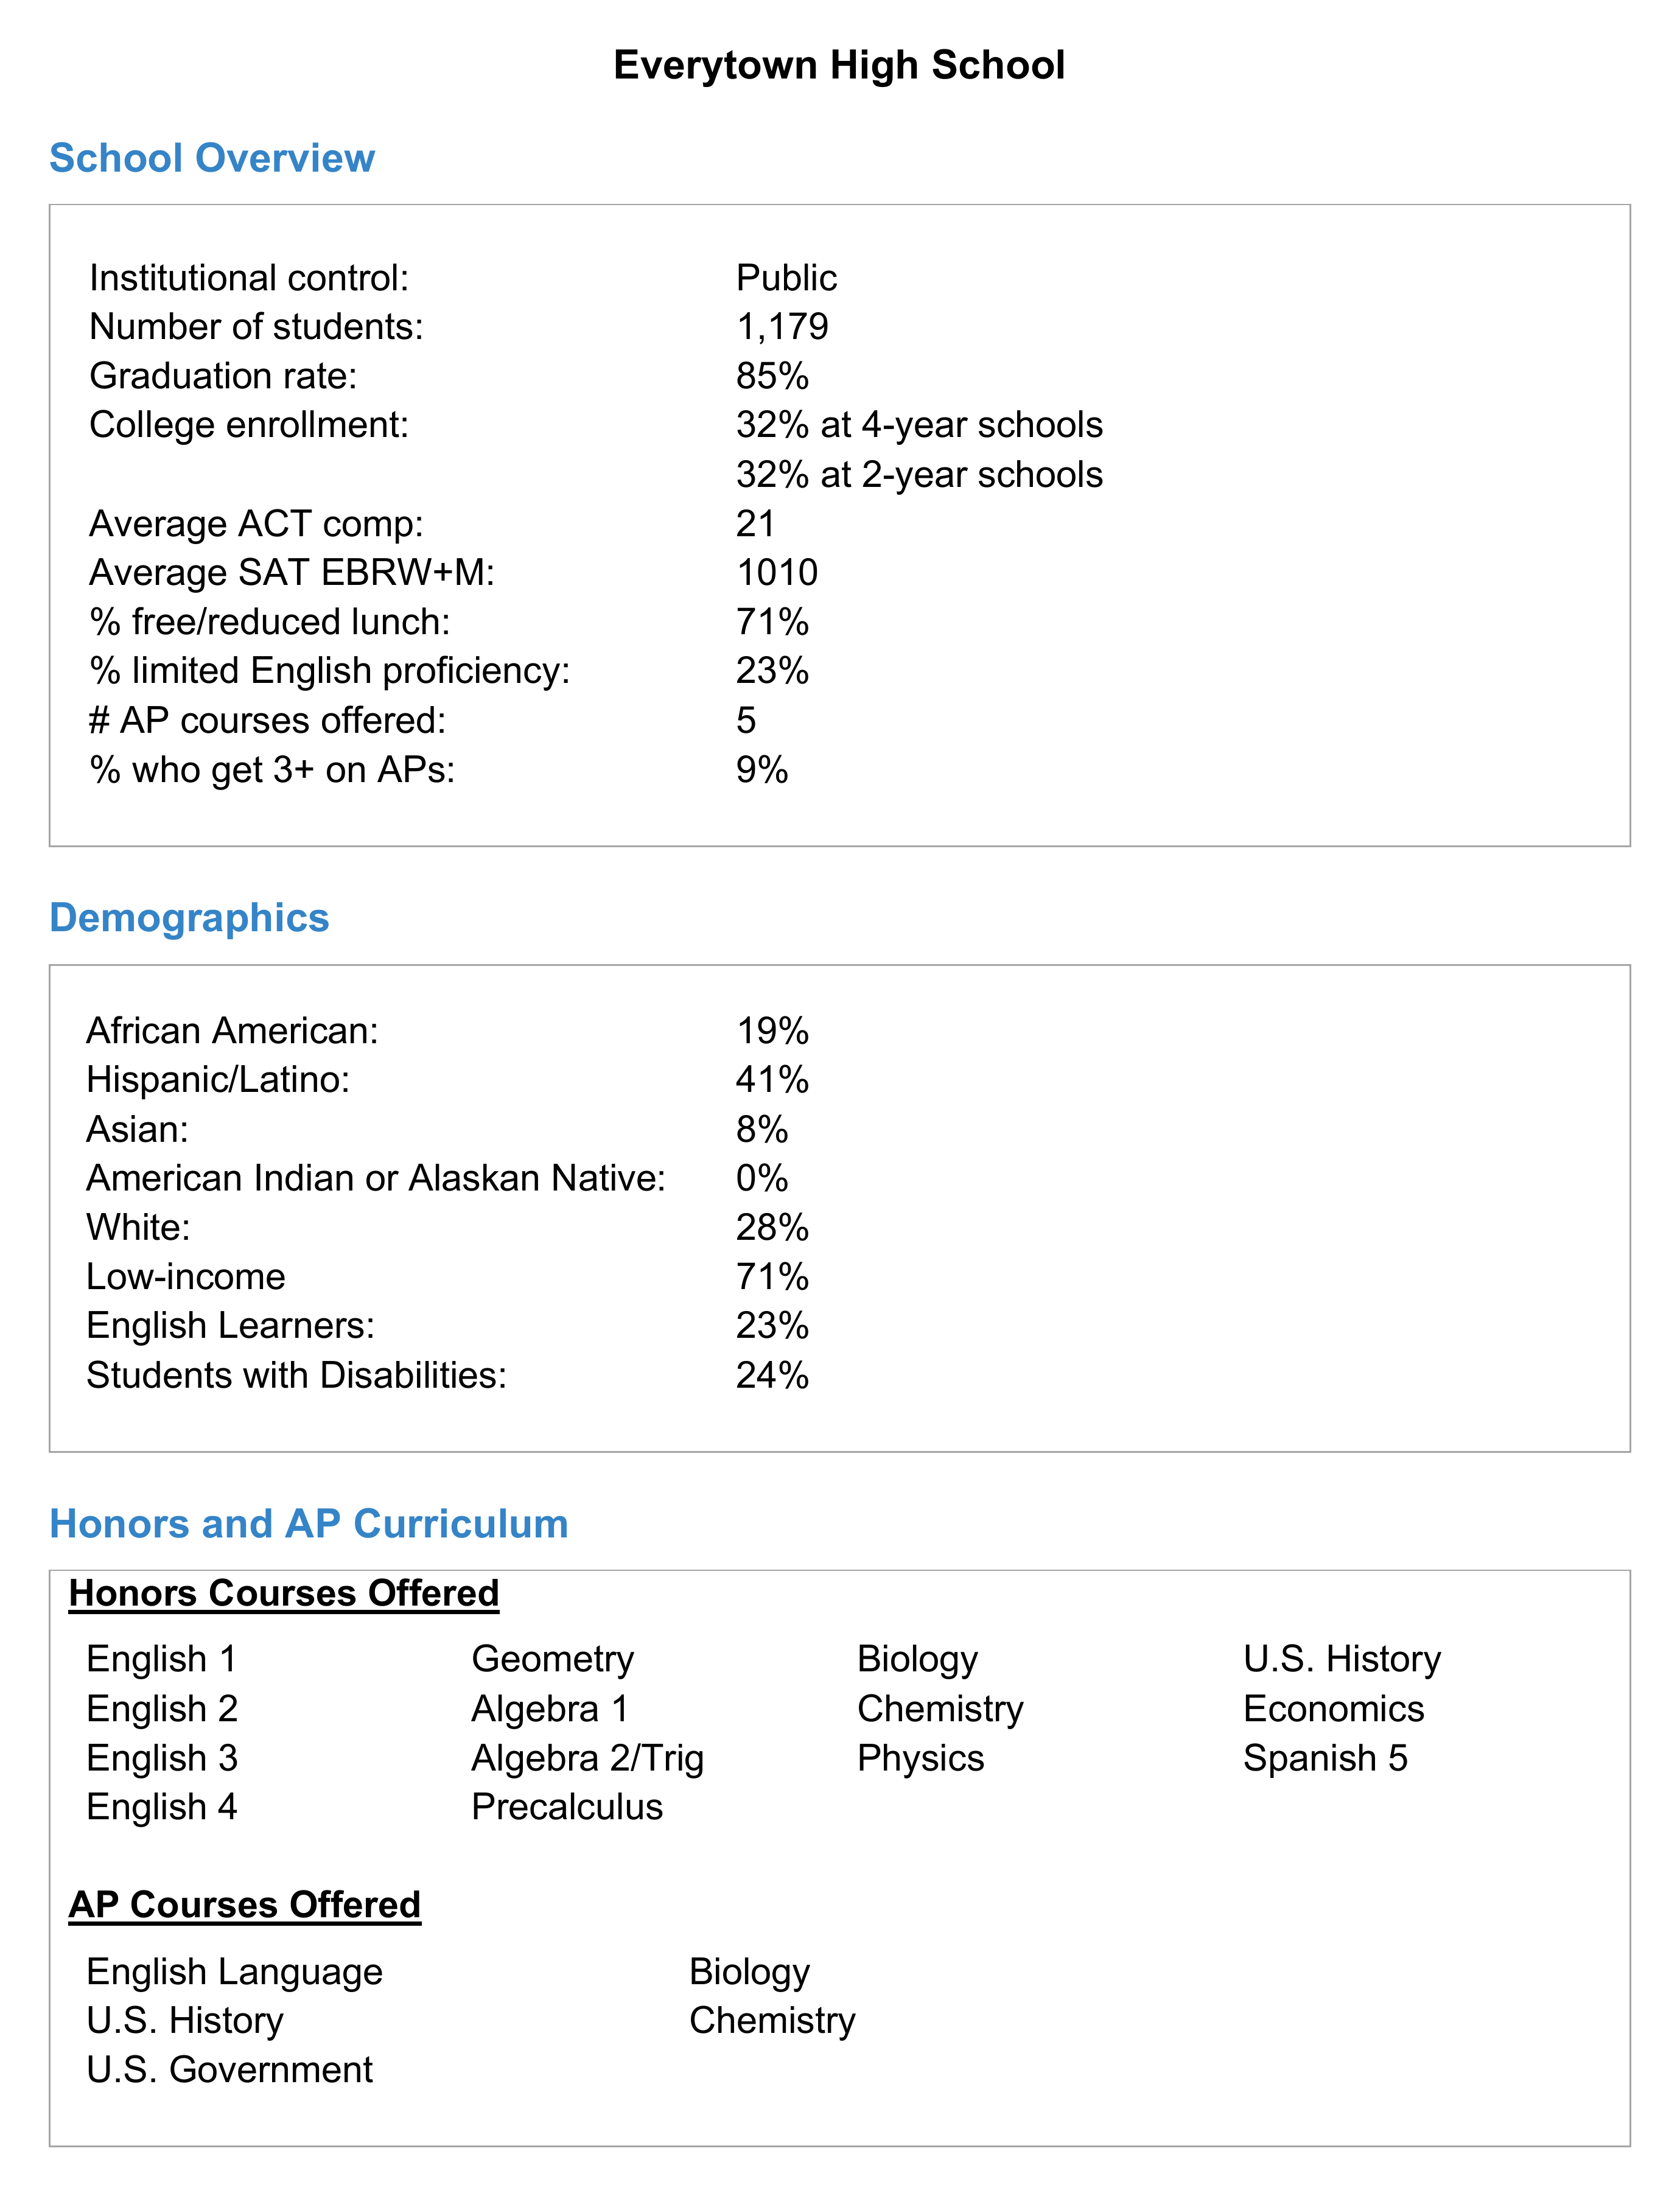 Everytown High School
School Overview
Institutional control: Public
Number of students: 1,179
Graduation rate: 85%
College enrollment: 32% at 4-year schools
32% at 2-year schools
Average ACT comp: 21
Average SAT EBRW+M: 1010
% free/reduced lunch: 71%
% limited English proficiency: 23%
# AP courses offered: 5
% who get 3+ on APs: 9%
Demographics
African American: 19%
Hispanic/Latino: 41%
Asian: 8%
American Indian or Alaskan Native: 0%
White: 28%
Low-income 71%
English Learners: 23%
Students with Disabilities: 24%
Honors and AP Curriculum
Honors Courses Offered
English 1 Geometry Biology U.S. History
English 2 Algebra 1 Chemistry Economics
English 3 Algebra 2/Trig Physics Spanish 5
English 4 Precalculus
AP Courses Offered
English Language Biology
U.S. History Chemistry
U.S. Government